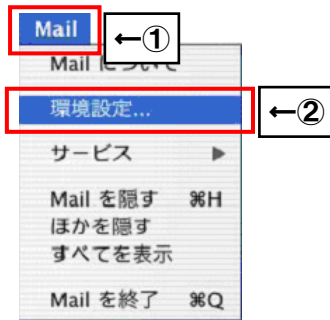 Mail
←①
Mail について
環境設定...
←②
サービス ▶
Mail を隠す ⌘H
ほかを隠す
すべてを表示
Mail を終了 ⌘Q